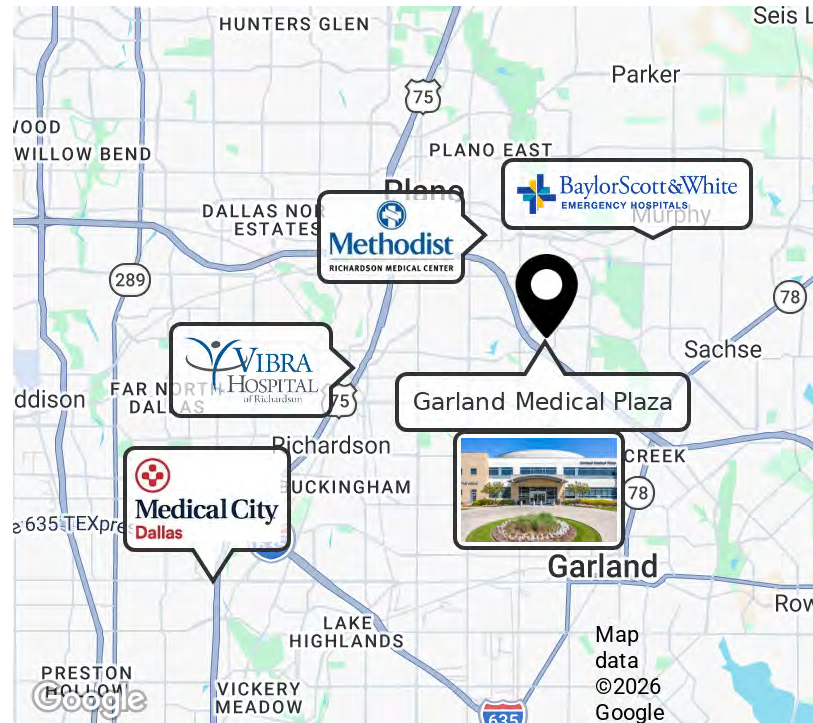 HUNTERS GLEN
Seis L
Parker
75
WOOD
WILLOW BEND
PLANO EAST
Plano
BaylorScott&White
EMERGENCY HOSPITALS
Murphy
DALLAS NOR
ESTATES
Methodist
RICHARDSON MEDICAL CENTER
289
78
VIBRA
HOSPITAL
of Richardson
Sachse
ddison
FAR NORTH
DALLAS
75
Garland Medical Plaza
Richardson
CREEK
Medical City
Dallas
BUCKINGHAM
78
e 635 TEXpres
Garland
Row
LAKE
HIGHLANDS
Map
data
©2026
Google
PRESTON
HOLLOW
Google
VICKERY
MEADOW
635